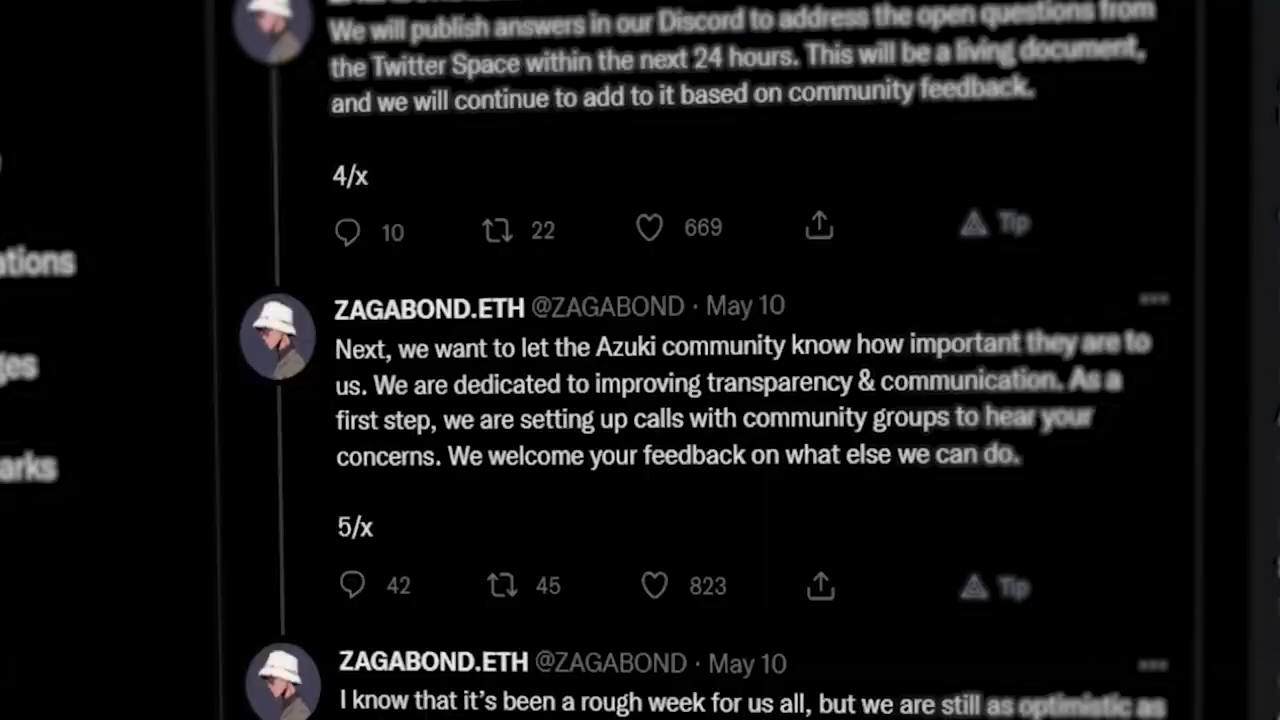 We will publish answers in our Discord to address the open questions from
the Twitter Space within the next 24 hours. This will be a living document,
and we will continue to add to it based on community feedback.
4/x
10 22 669 Tip
ZAGABOND.ETH @ZAGABOND · May 10
Next, we want to let the Azuki community know how important they are to
us. We are dedicated to improving transparency & communication. As a
first step, we are setting up calls with community groups to hear your
concerns. We welcome your feedback on what else we can do.
5/x
42 45 823 Tip
ZAGABOND.ETH @ZAGABOND · May 10
I know that it's been a rough week for us all, but we are still as optimistic as